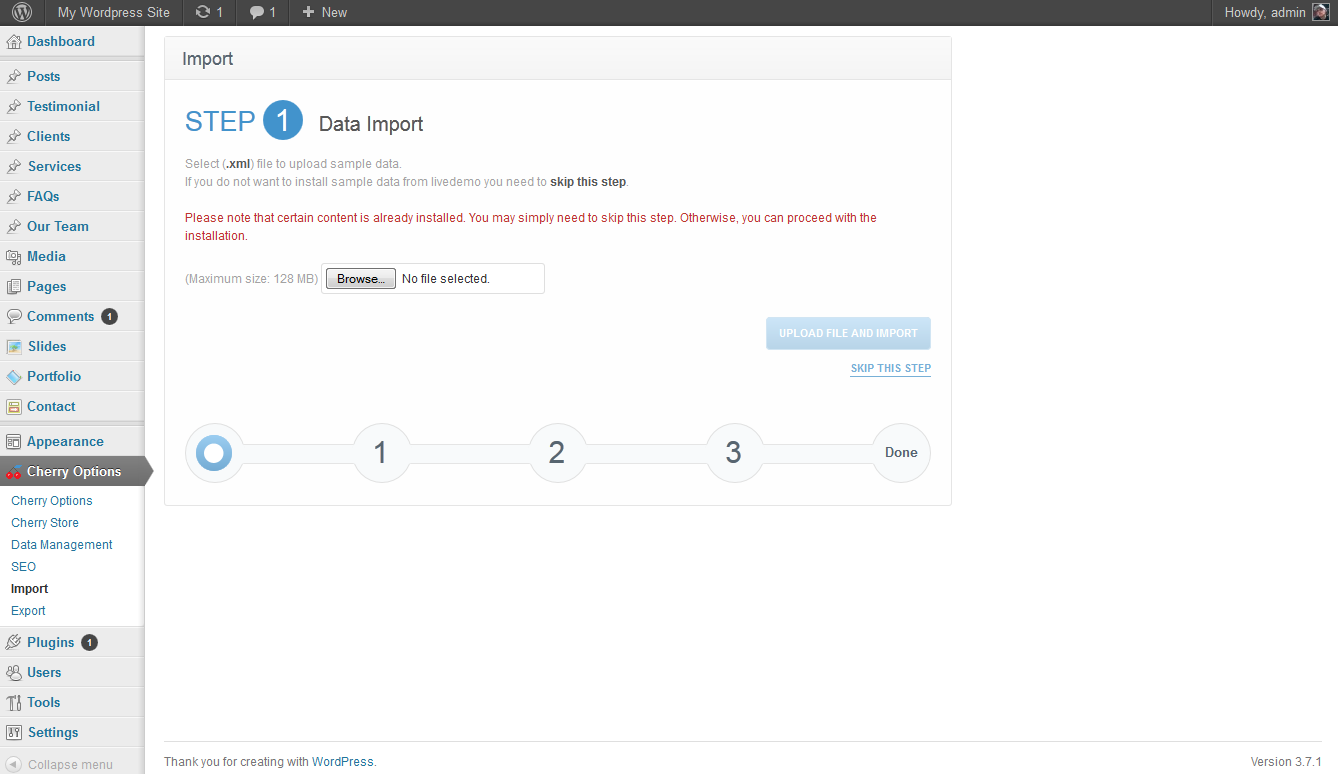 My Wordpress Site 1 1 New Howdy, admin
Dashboard
Posts
Testimonial
Clients
Services
FAQs
Our Team
Media
Pages
Comments 1
Slides
Portfolio
Contact
Appearance
Cherry Options
Cherry Options
Cherry Store
Data Management
SEO
Import
Export
Plugins 1
Users
Tools
Settings
Collapse menu
Import
STEP 1 Data Import
Select (.xml) file to upload sample data.
If you do not want to install sample data from livedemo you need to skip this step.
Please note that certain content is already installed. You may simply need to skip this step. Otherwise, you can proceed with the
installation.
(Maximum size: 128 MB) Browse... No file selected.
UPLOAD FILE AND IMPORT
SKIP THIS STEP
1 2 3 Done
Thank you for creating with WordPress. Version 3.7.1